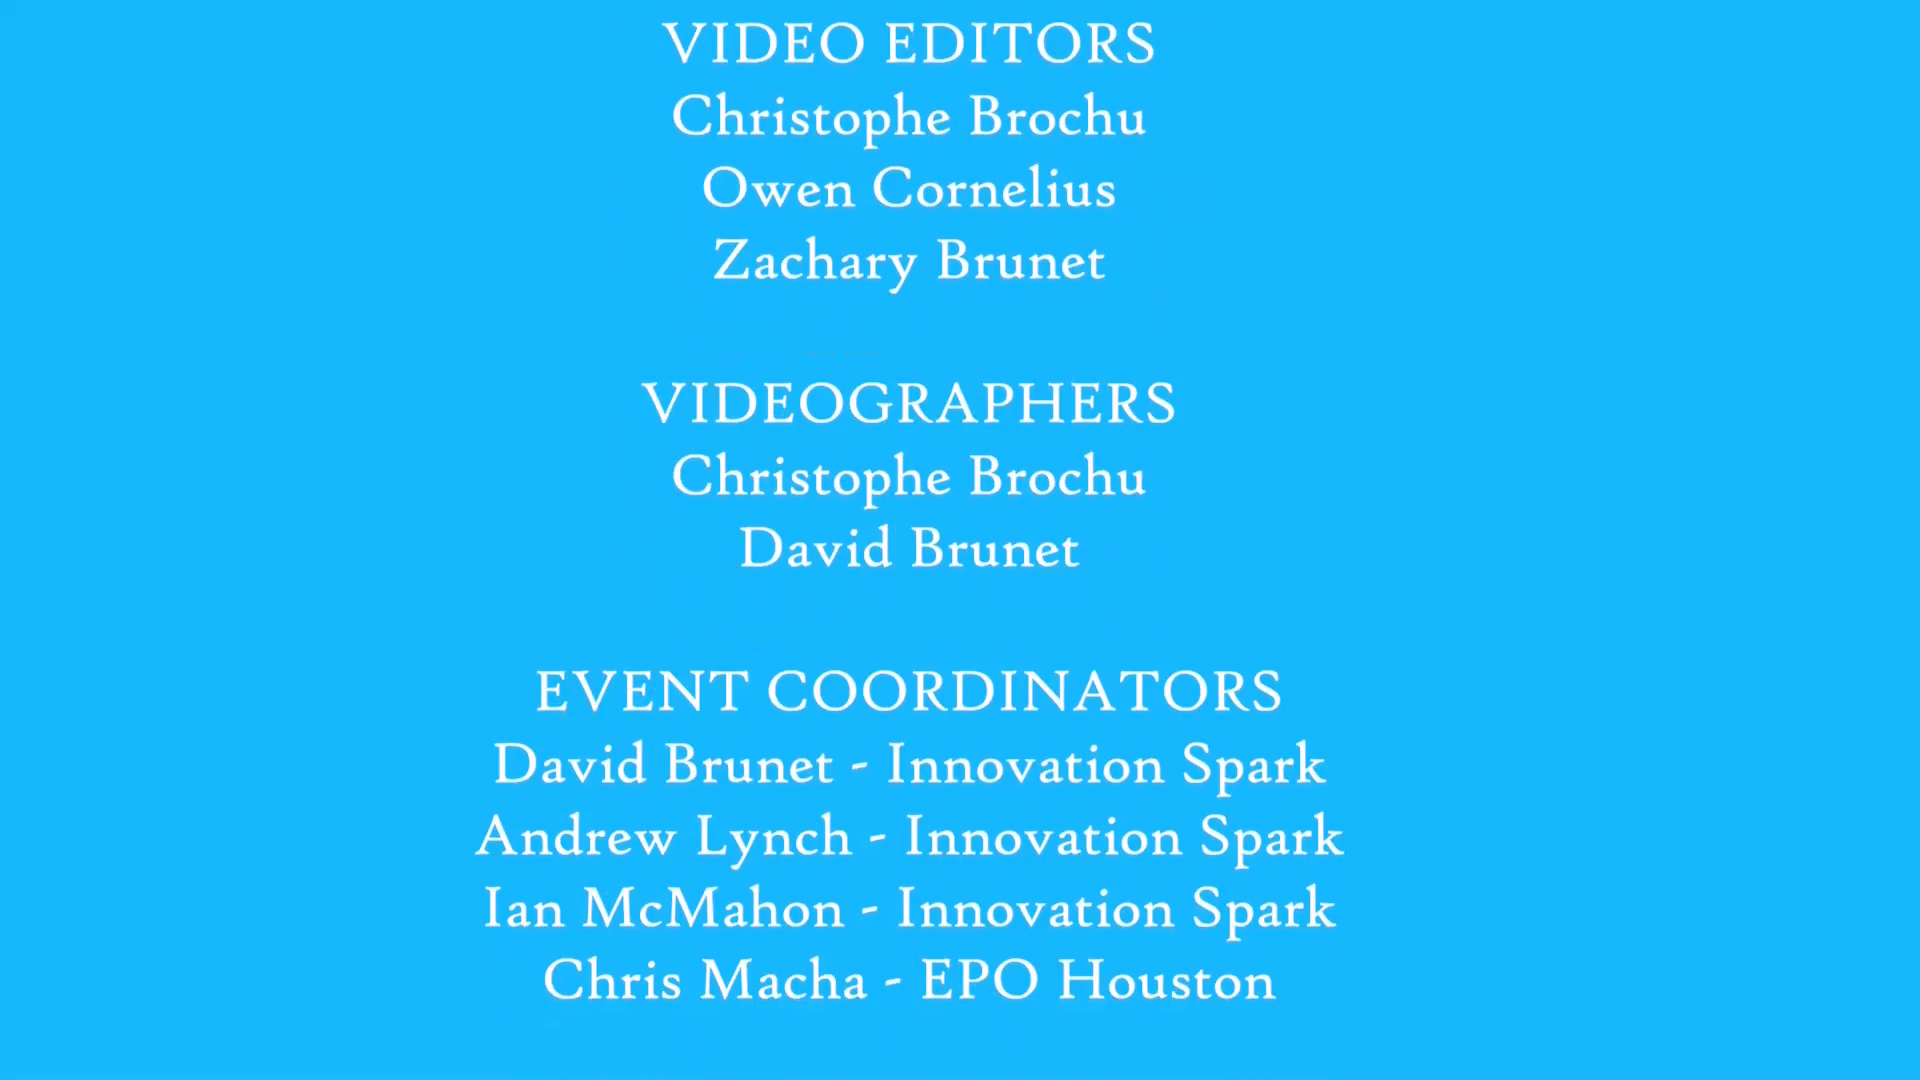 VIDEO EDITORS
Christophe Brochu
Owen Cornelius
Zachary Brunet
VIDEOGRAPHERS
Christophe Brochu
David Brunet
EVENT COORDINATORS
David Brunet - Innovation Spark
Andrew Lynch - Innovation Spark
Ian McMahon - Innovation Spark
Chris Macha - EPO Houston